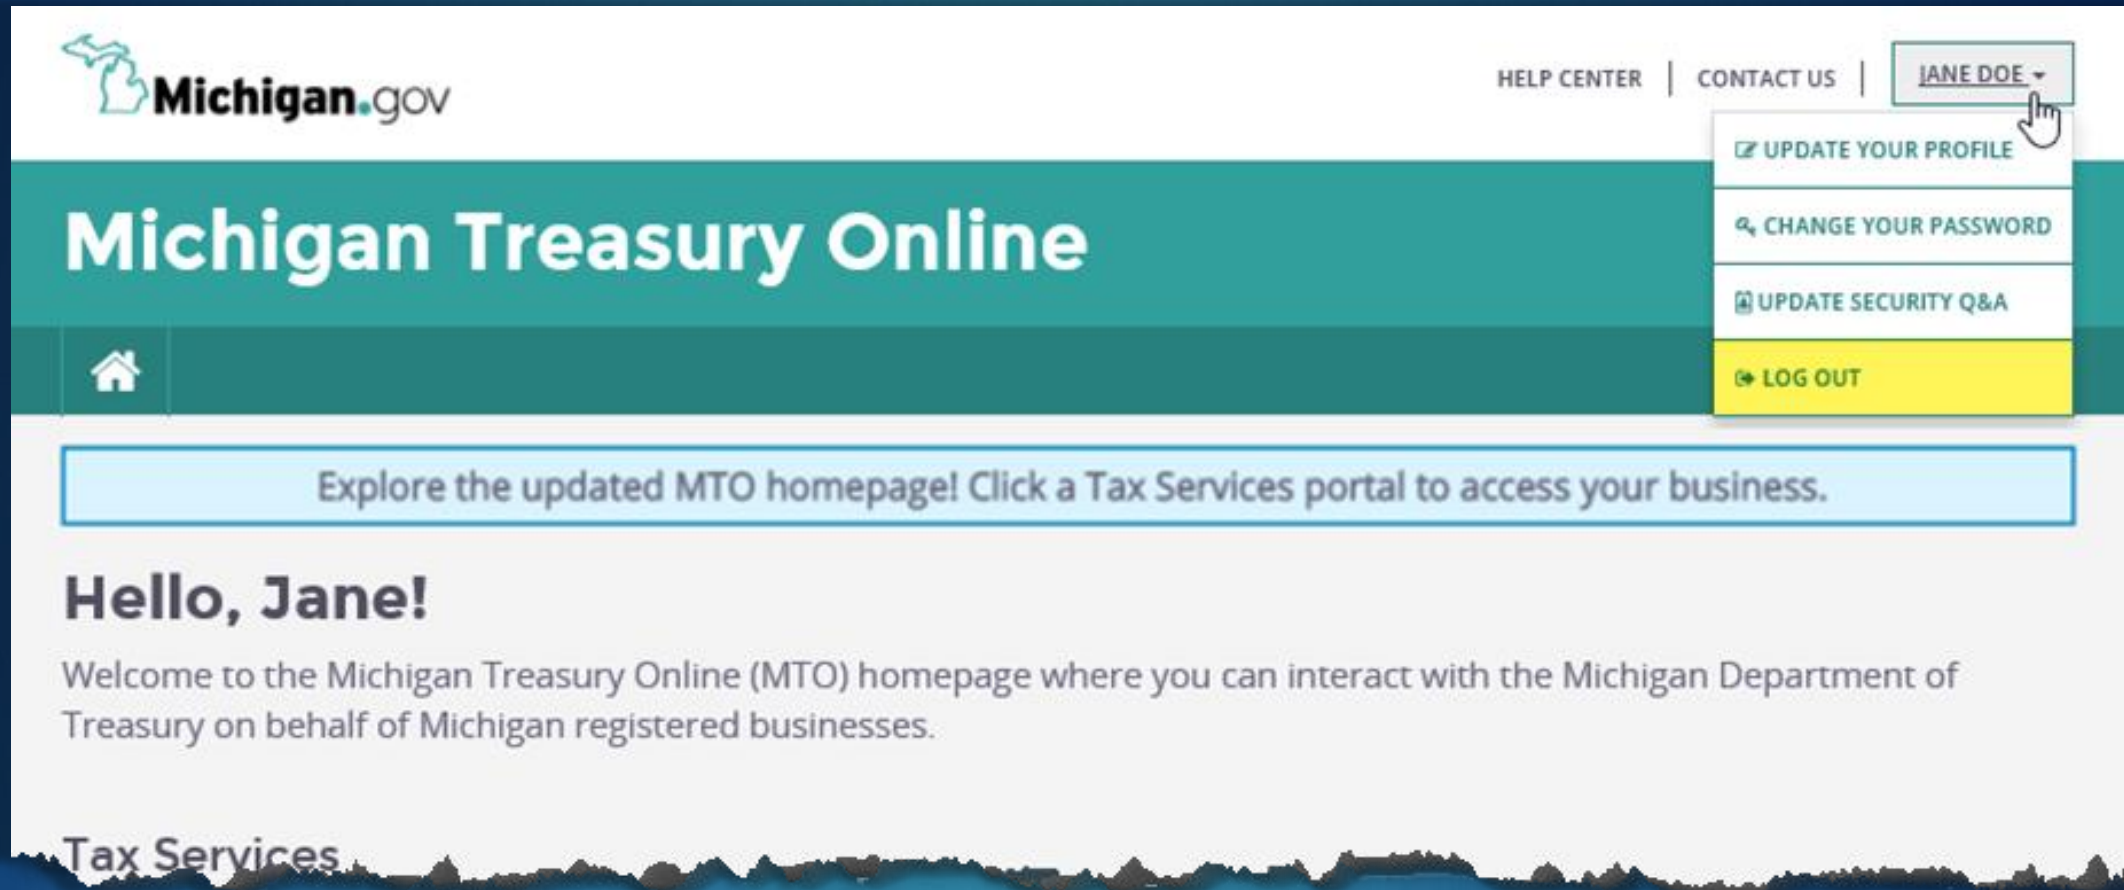 Michigan.gov
HELP CENTER | CONTACT US | JANE DOE
UPDATE YOUR PROFILE
CHANGE YOUR PASSWORD
UPDATE SECURITY Q&A
LOG OUT
Michigan Treasury Online
Explore the updated MTO homepage! Click a Tax Services portal to access your business.
Hello, Jane!
Welcome to the Michigan Treasury Online (MTO) homepage where you can interact with the Michigan Department of
Treasury on behalf of Michigan registered businesses.
Tax Services